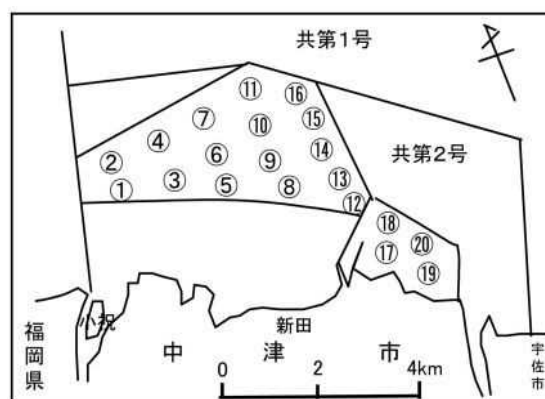 共第1号
⑪
⑯
⑦
⑮
⑩
④
⑭
共第2号
②
⑥
⑨
①
③
⑤
⑧
⑬
⑫
⑱
⑳
⑰
⑲
小祝
新田
福岡県
中津市
宇佐市
0 2 4km